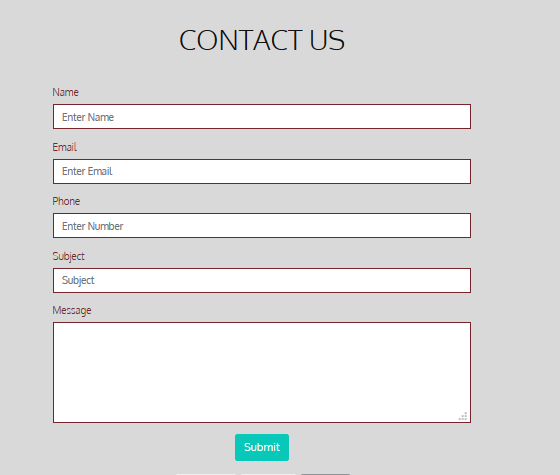 CONTACT US
Name
Enter Name
Email
Enter Email
Phone
Enter Number
Subject
Subject
Message
Submit